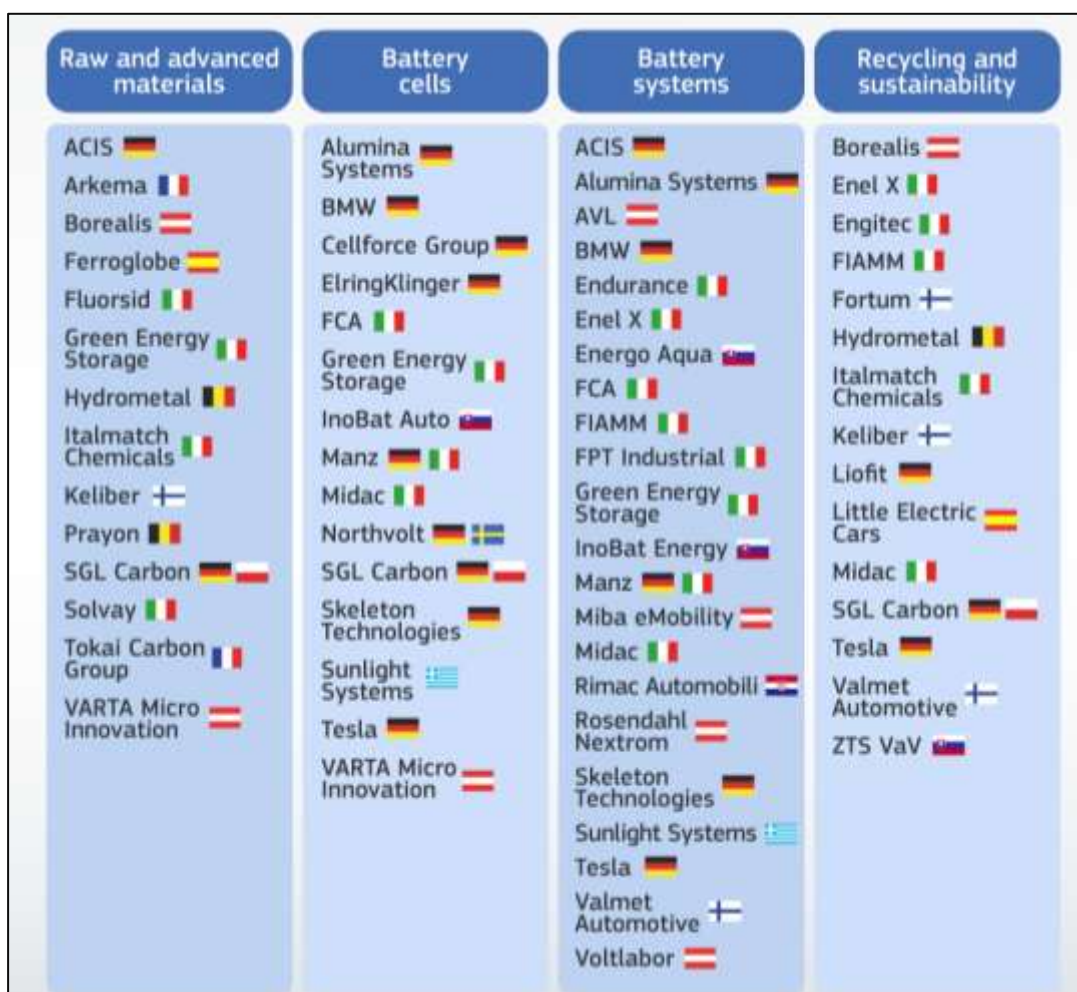 Raw and advanced
materials
ACIS
Arkema
Borealis
Ferroglobe
Fluorsid
Green Energy
Storage
Hydrometal
Italmatch
Chemicals
Keliber
Prayon
SGL Carbon
Solvay
Tokai Carbon
Group
VARTA Micro
Innovation
Battery
cells
Alumina
Systems
BMW
Cellforce Group
ElringKlinger
FCA
Green Energy
Storage
InoBat Auto
Manz
Midac
Northvolt
SGL Carbon
Skeleton
Technologies
Sunlight
Systems
Tesla
VARTA Micro
Innovation
Battery
systems
ACIS
Alumina Systems
AVL
BMW
Endurance
Enel X
Energo Aqua
FCA
FIAMM
FPT Industrial
Green Energy
Storage
InoBat Energy
Manz
Miba eMobility
Midac
Rimac Automobili
Rosendahl
Nextrom
Skeleton
Technologies
Sunlight Systems
Tesla
Valmet
Automotive
Voltlabor
Recycling and
sustainability
Borealis
Enel X
Engitec
FIAMM
Fortum
Hydrometal
Italmatch
Chemicals
Keliber
Liofit
Little Electric
Cars
Midac
SGL Carbon
Tesla
Valmet
Automotive
ZTS VaV